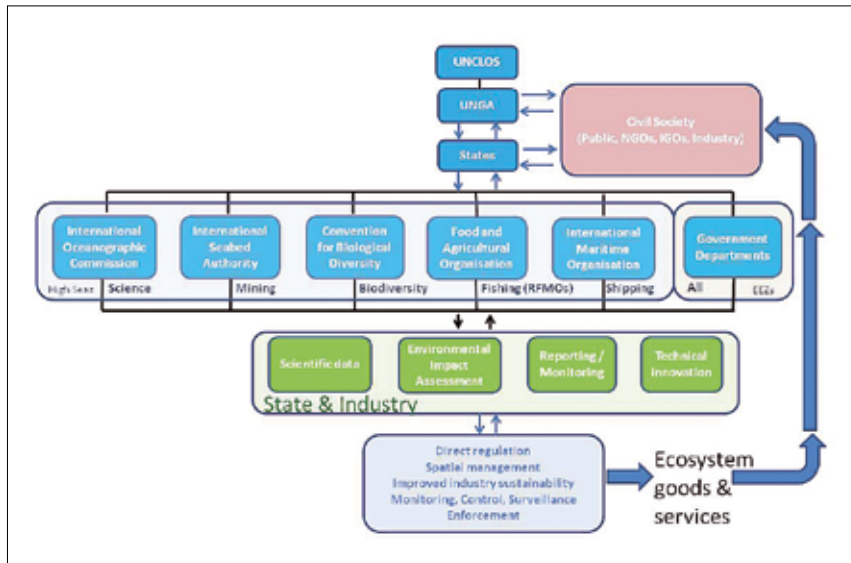 UNCLOS
UNGA
States
Civil Society
(Public, NGOs, IGOs, Industry)
International
Oceanographic
Commission
International
Seabed
Authority
Convention
for Biological
Diversity
Food and
Agricultural
Organisation
International
Maritime
Organisation
Government
Departments
High Seas Science Mining Biodiversity Fishing (RFMOs) Shipping All EEZs
Scientific data
Environmental
Impact
Assessment
Reporting /
Monitoring
Technical
innovation
State & Industry
Direct regulation
Spatial management
Improved industry sustainability
Monitoring, Control, Surveillance
Enforcement
Ecosystem
goods &
services